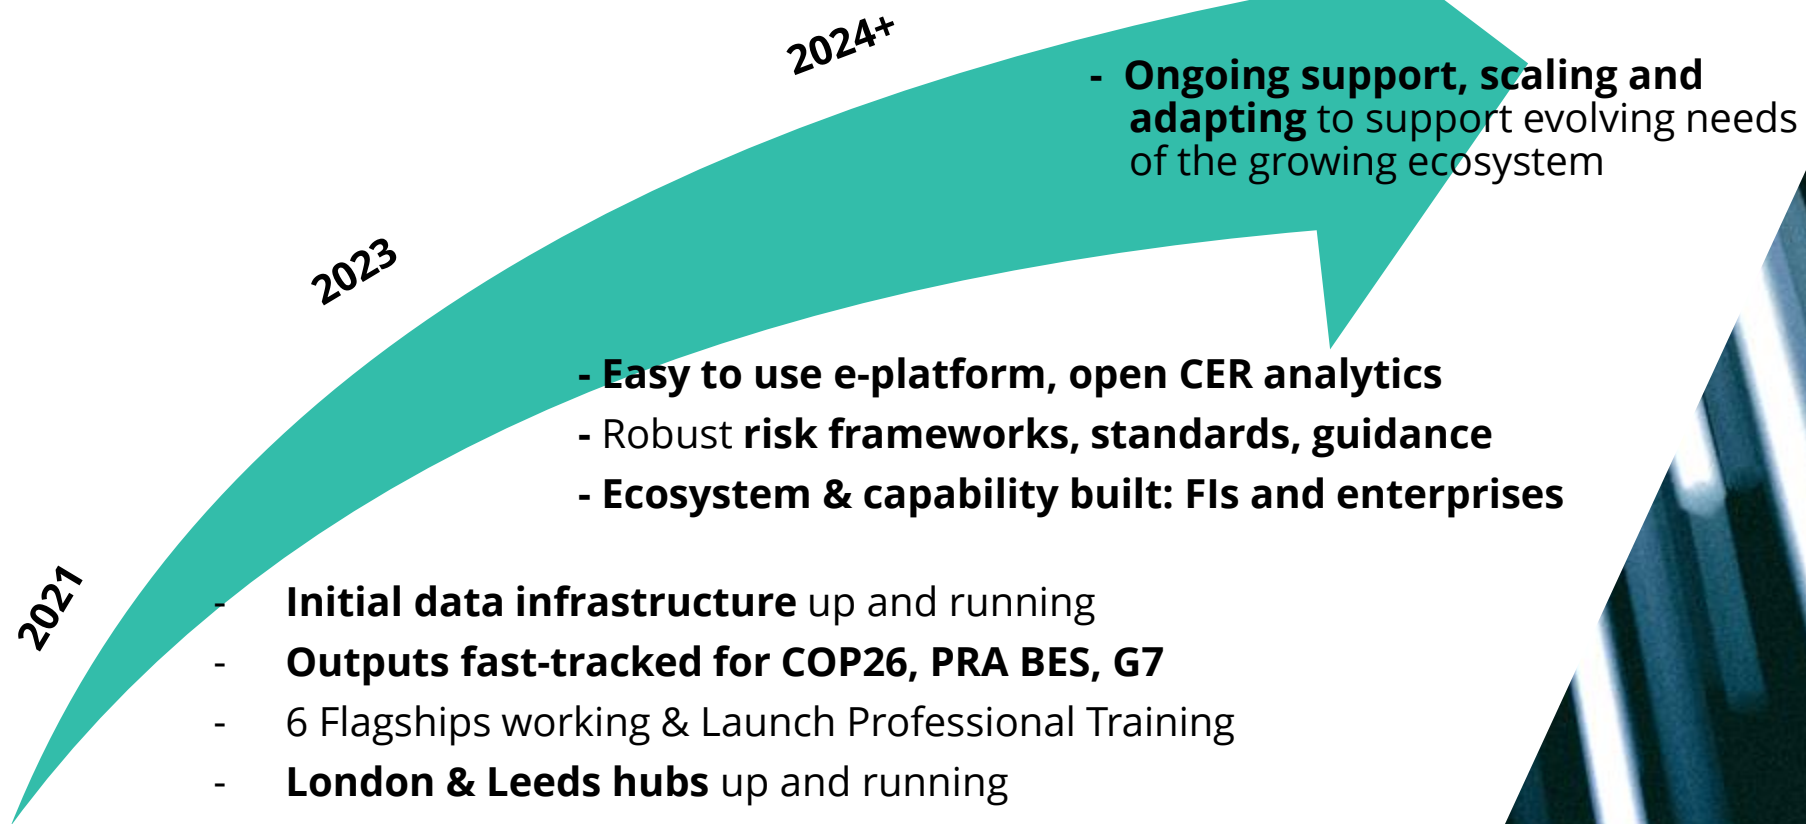 2024+
- Ongoing support, scaling and
adapting to support evolving needs
of the growing ecosystem
2023
- Easy to use e-platform, open CER analytics
- Robust risk frameworks, standards, guidance
- Ecosystem & capability built: FIs and enterprises
2021
- Initial data infrastructure up and running
- Outputs fast-tracked for COP26, PRA BES, G7
- 6 Flagships working & Launch Professional Training
- London & Leeds hubs up and running